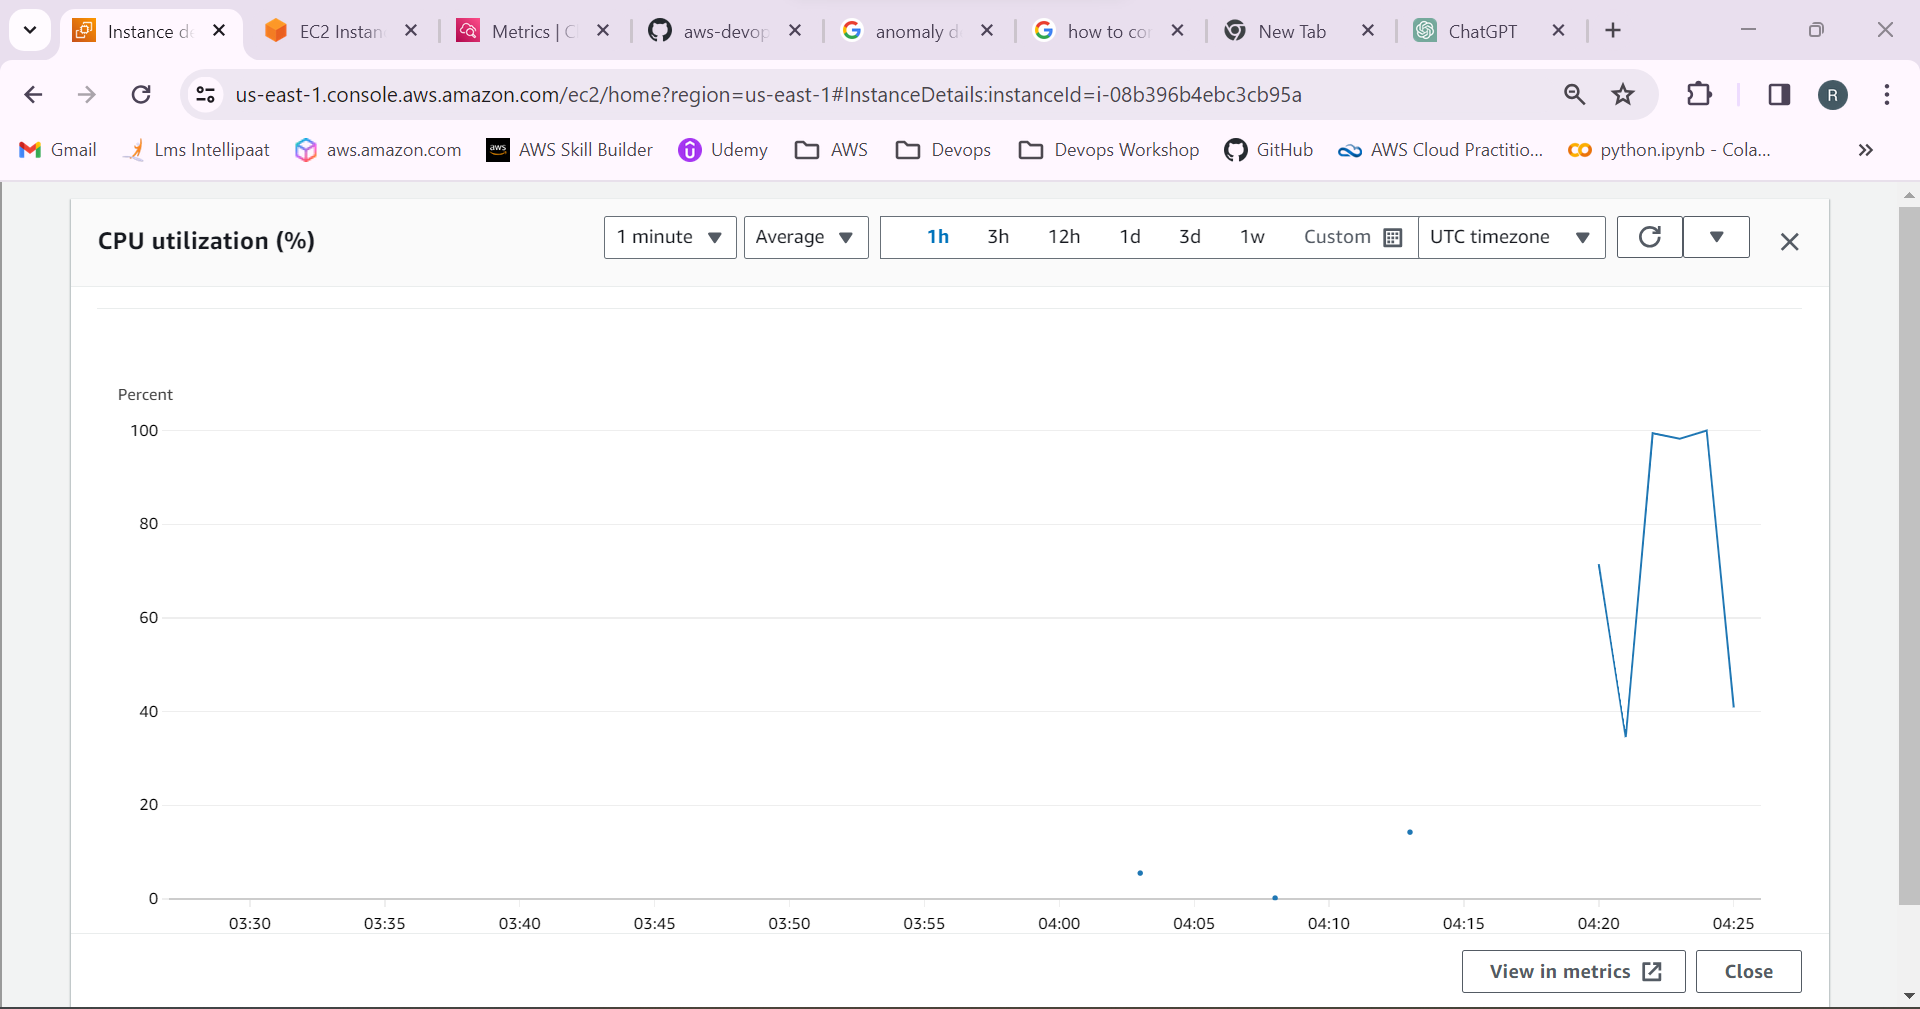 Instance de
EC2 Instan
Metrics | C
aws-devop
anomaly d
how to co
New Tab
ChatGPT
us-east-1.console.aws.amazon.com/ec2/home?region=us-east-1#InstanceDetails:instanceId=i-08b396b4ebc3cb95a
R
Gmail
Lms Intellipaat
aws.amazon.com
aws
AWS Skill Builder
Udemy
AWS
Devops
Devops Workshop
GitHub
AWS Cloud Practitio...
python.ipynb - Cola...
CPU utilization (%)
1 minute
Average
1h
3h
12h
1d
3d
1w
Custom
UTC timezone
Percent
100
80
60
40
20
0
03:30
03:35
03:40
03:45
03:50
03:55
04:00
04:05
04:10
04:15
04:20
04:25
View in metrics
Close